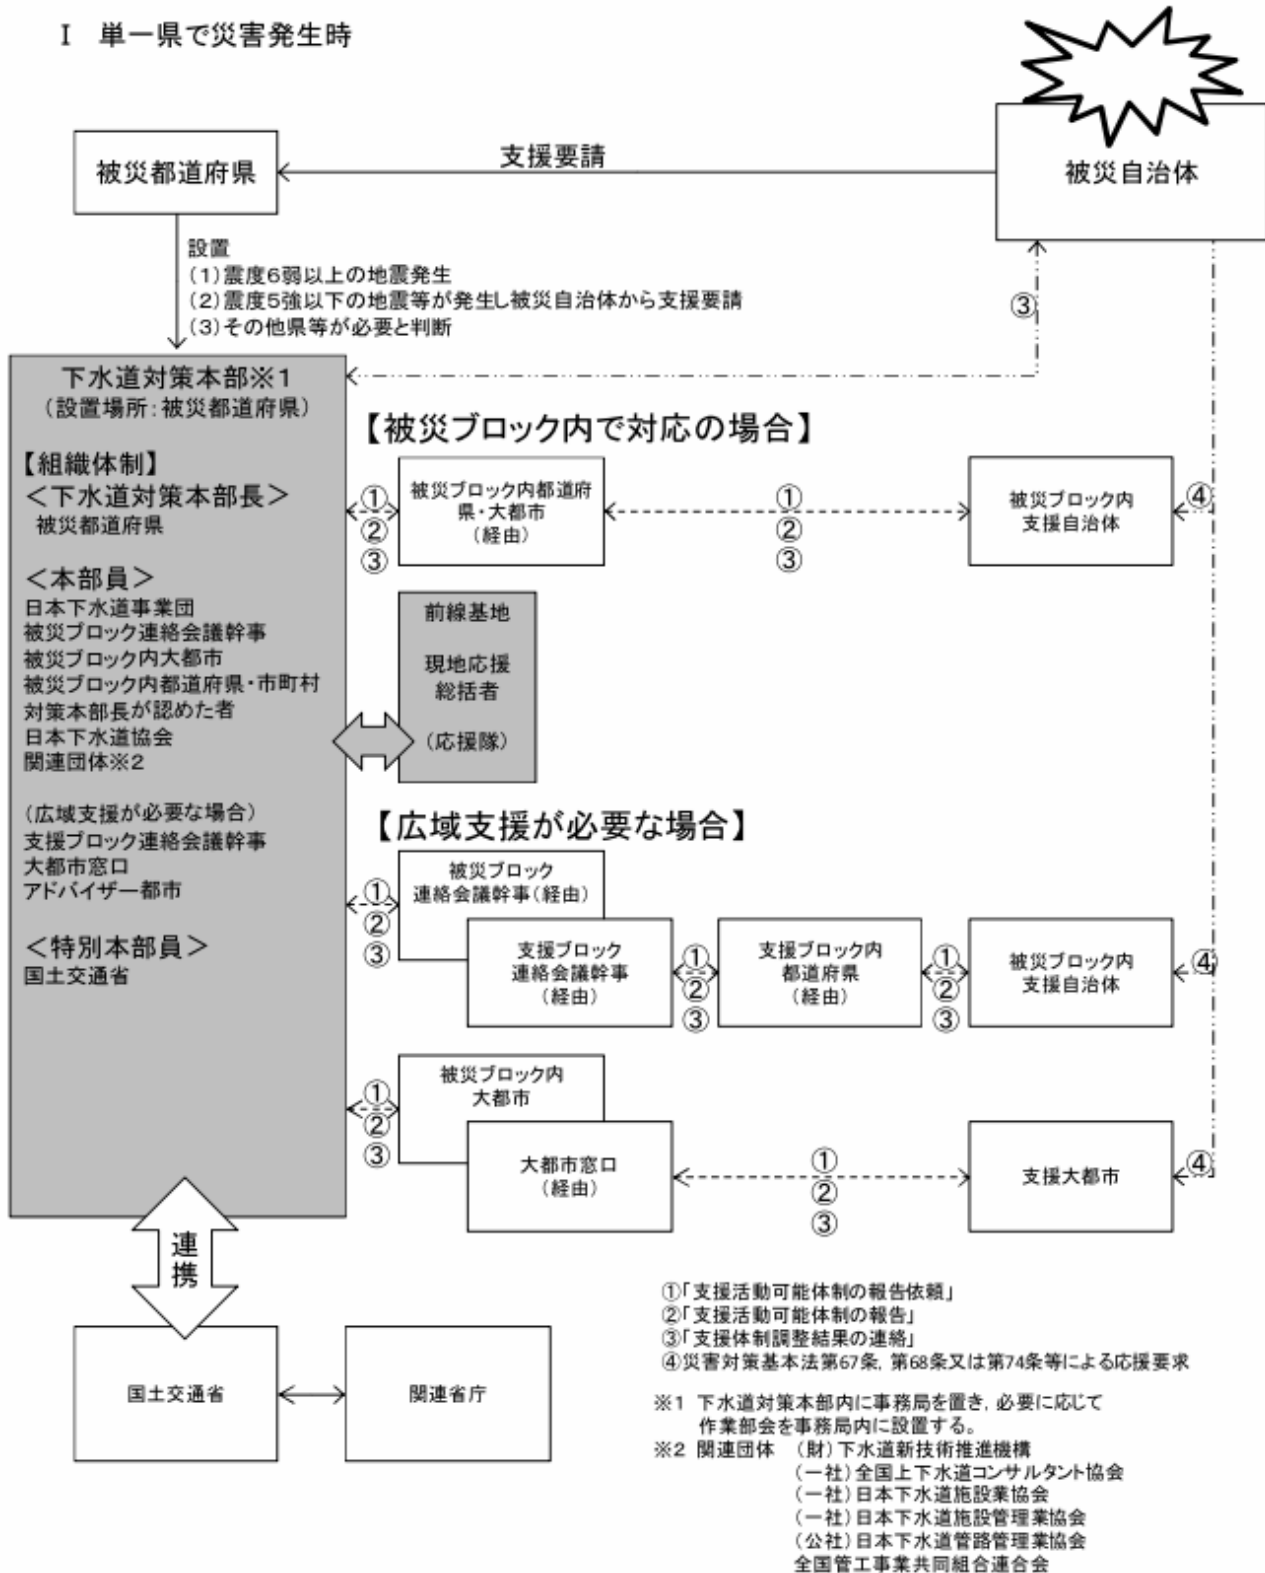 Ⅰ 単一県で災害発生時
被災都道府県
支援要請
被災自治体
設置
(1)震度6弱以上の地震発生
(2)震度5強以下の地震等が発生し被災自治体から支援要請
(3)その他県等が必要と判断
③
下水道対策本部※1
(設置場所:被災都道府県)
【組織体制】
<下水道対策本部長>
被災都道府県
<本部員>
日本下水道事業団
被災ブロック連絡会議幹事
被災ブロック内大都市
被災ブロック内都道府県・市町村
対策本部長が認めた者
日本下水道協会
関連団体※2
(広域支援が必要な場合)
支援ブロック連絡会議幹事
大都市窓口
アドバイザー都市
<特別本部員>
国土交通省
【被災ブロック内で対応の場合】
①
②
③
被災ブロック内都道府
県・大都市
(経由)
①
②
③
被災ブロック内
支援自治体
④
前線基地
現地応援
総括者
(応援隊)
【広域支援が必要な場合】
①
②
③
被災ブロック
連絡会議幹事(経由)
支援ブロック
連絡会議幹事
(経由)
①
②
③
支援ブロック内
都道府県
(経由)
①
②
③
被災ブロック内
支援自治体
④
①
②
③
被災ブロック内
大都市
大都市窓口
(経由)
①
②
③
支援大都市
④
連
携
国土交通省
関連省庁
①「支援活動可能体制の報告依頼」
②「支援活動可能体制の報告」
③「支援体制調整結果の連絡」
④災害対策基本法第67条,第68条又は第74条等による応援要求
※1 下水道対策本部内に事務局を置き,必要に応じて
作業部会を事務局内に設置する。
※2 関連団体 (財)下水道新技術推進機構
(一社)全国上下水道コンサルタント協会
(一社)日本下水道施設業協会
(一社)日本下水道施設管理業協会
(公社)日本下水道管路管理業協会
全国管工事業共同組合連合会